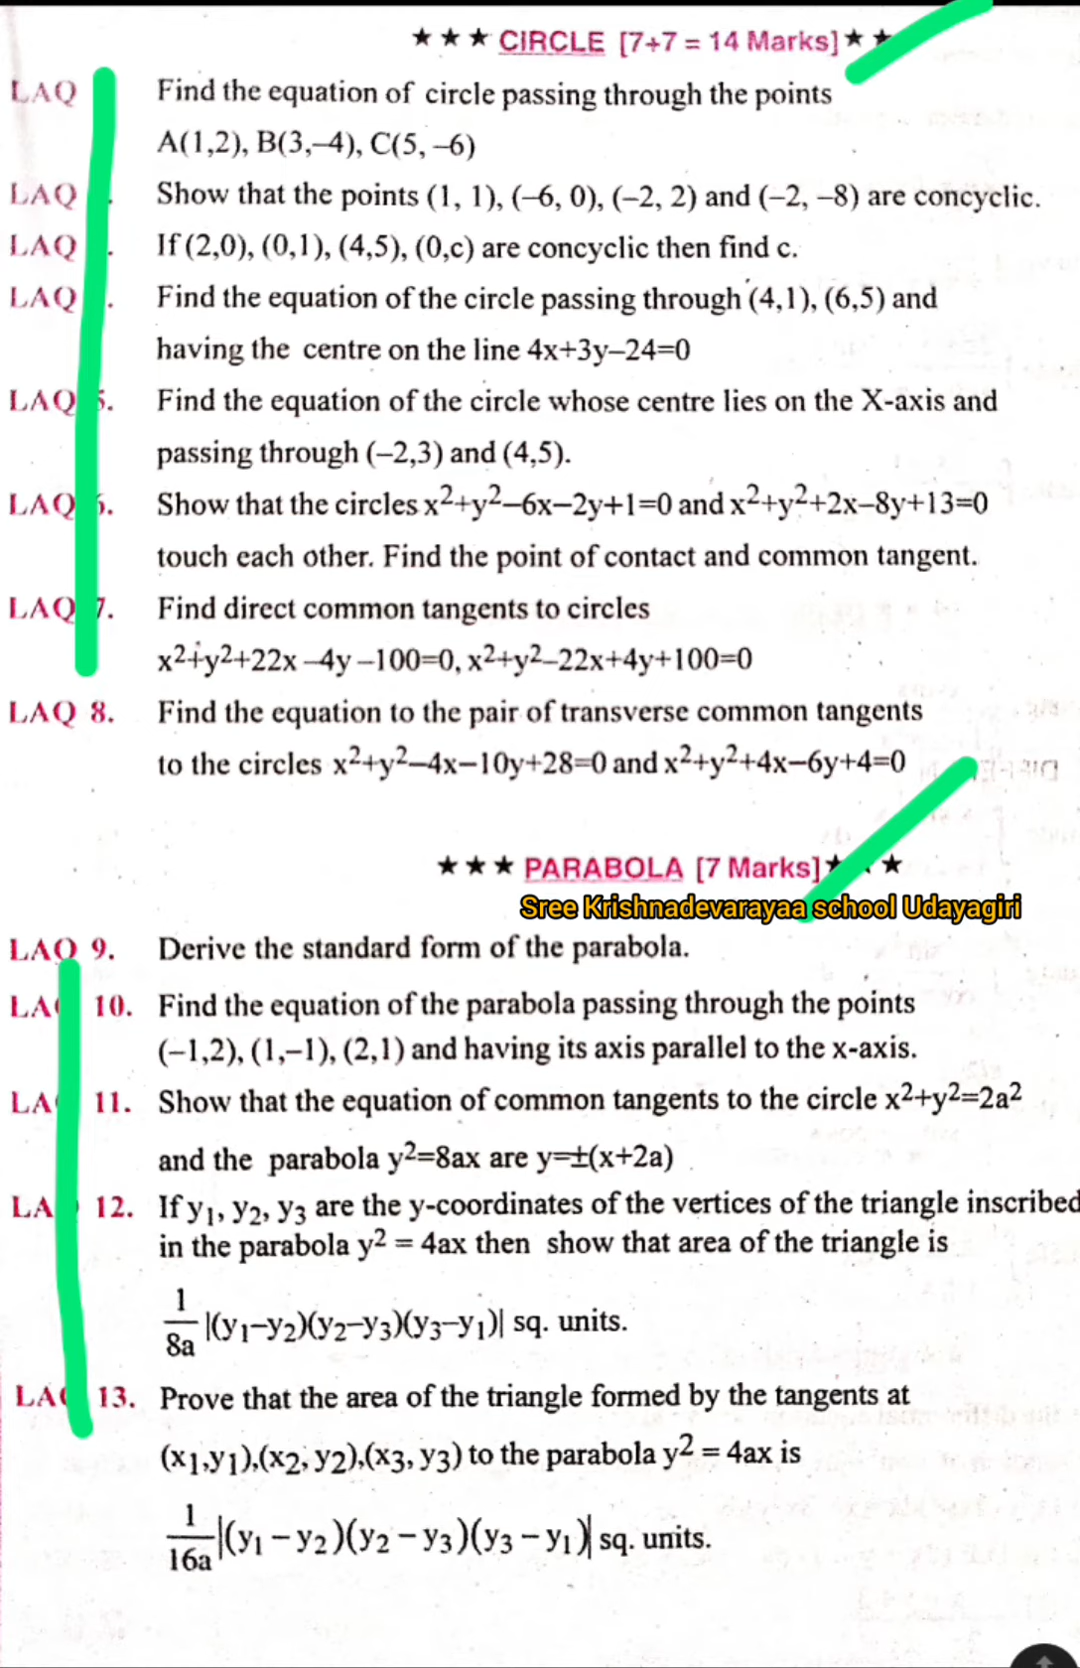 ★ ★ ★ CIRCLE [7+7 = 14 Marks] ★ ★
LAQ Find the equation of circle passing through the points
A(1,2), B(3,–4), C(5, –6)
LAQ . Show that the points (1, 1), (–6, 0), (–2, 2) and (–2, –8) are concyclic.
LAQ . If (2,0), (0,1), (4,5), (0,c) are concyclic then find c.
LAQ . Find the equation of the circle passing through (4,1), (6,5) and
having the centre on the line 4x+3y–24=0
LAQ 5. Find the equation of the circle whose centre lies on the X-axis and
passing through (–2,3) and (4,5).
LAQ 6. Show that the circles x²+y²–6x–2y+1=0 and x²+y²+2x–8y+13=0
touch each other. Find the point of contact and common tangent.
LAQ 7. Find direct common tangents to circles
x²+y²+22x –4y –100=0, x²+y²–22x+4y+100=0
LAQ 8. Find the equation to the pair of transverse common tangents
to the circles x²+y²–4x–10y+28=0 and x²+y²+4x–6y+4=0
★ ★ ★ PARABOLA [7 Marks] ★ ★
Sree Krishnadevarayaa school Udayagiri
LAQ 9. Derive the standard form of the parabola.
LAQ 10. Find the equation of the parabola passing through the points
(–1,2), (1,–1), (2,1) and having its axis parallel to the x-axis.
LAQ 11. Show that the equation of common tangents to the circle x²+y²=2a²
and the parabola y²=8ax are y=±(x+2a)
LAQ 12. If y₁, y₂, y₃ are the y-coordinates of the vertices of the triangle inscribed
in the parabola y² = 4ax then show that area of the triangle is
1/8a |(y₁–y₂)(y₂–y₃)(y₃–y₁)| sq. units.
LAQ 13. Prove that the area of the triangle formed by the tangents at
(x₁,y₁),(x₂,y₂),(x₃,y₃) to the parabola y² = 4ax is
1/16a |(y₁ – y₂)(y₂ – y₃)(y₃ – y₁)| sq. units.